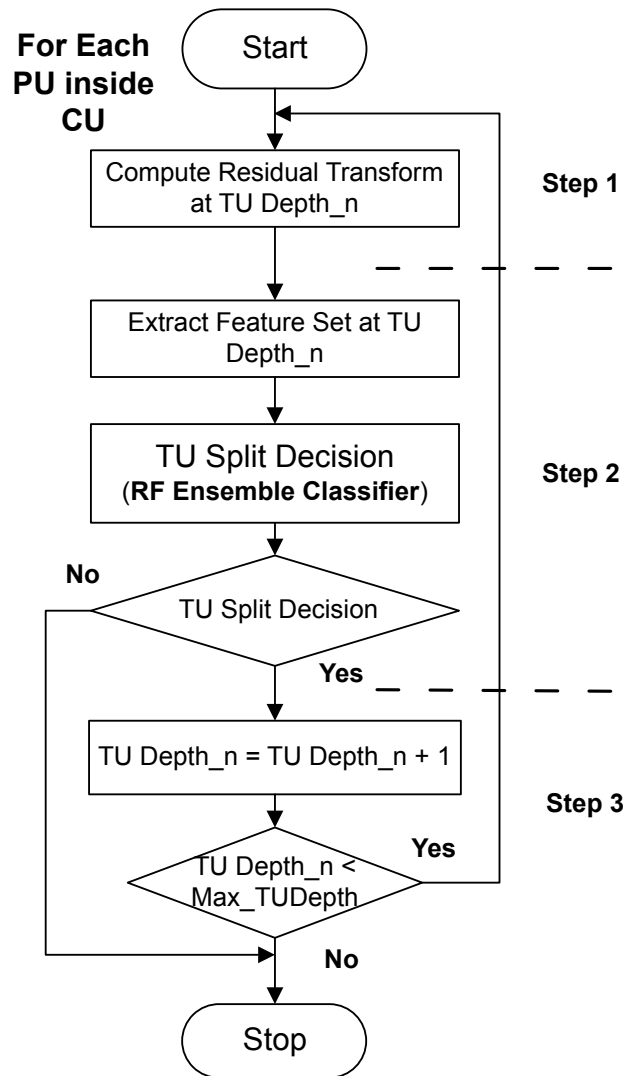 For Each
PU inside
CU
Start
Compute Residual Transform
at TU Depth_n
Step 1
Extract Feature Set at TU
Depth_n
TU Split Decision
(RF Ensemble Classifier)
Step 2
No
TU Split Decision
Yes
TU Depth_n = TU Depth_n + 1
Step 3
TU Depth_n <
Max_TUDepth
Yes
No
Stop